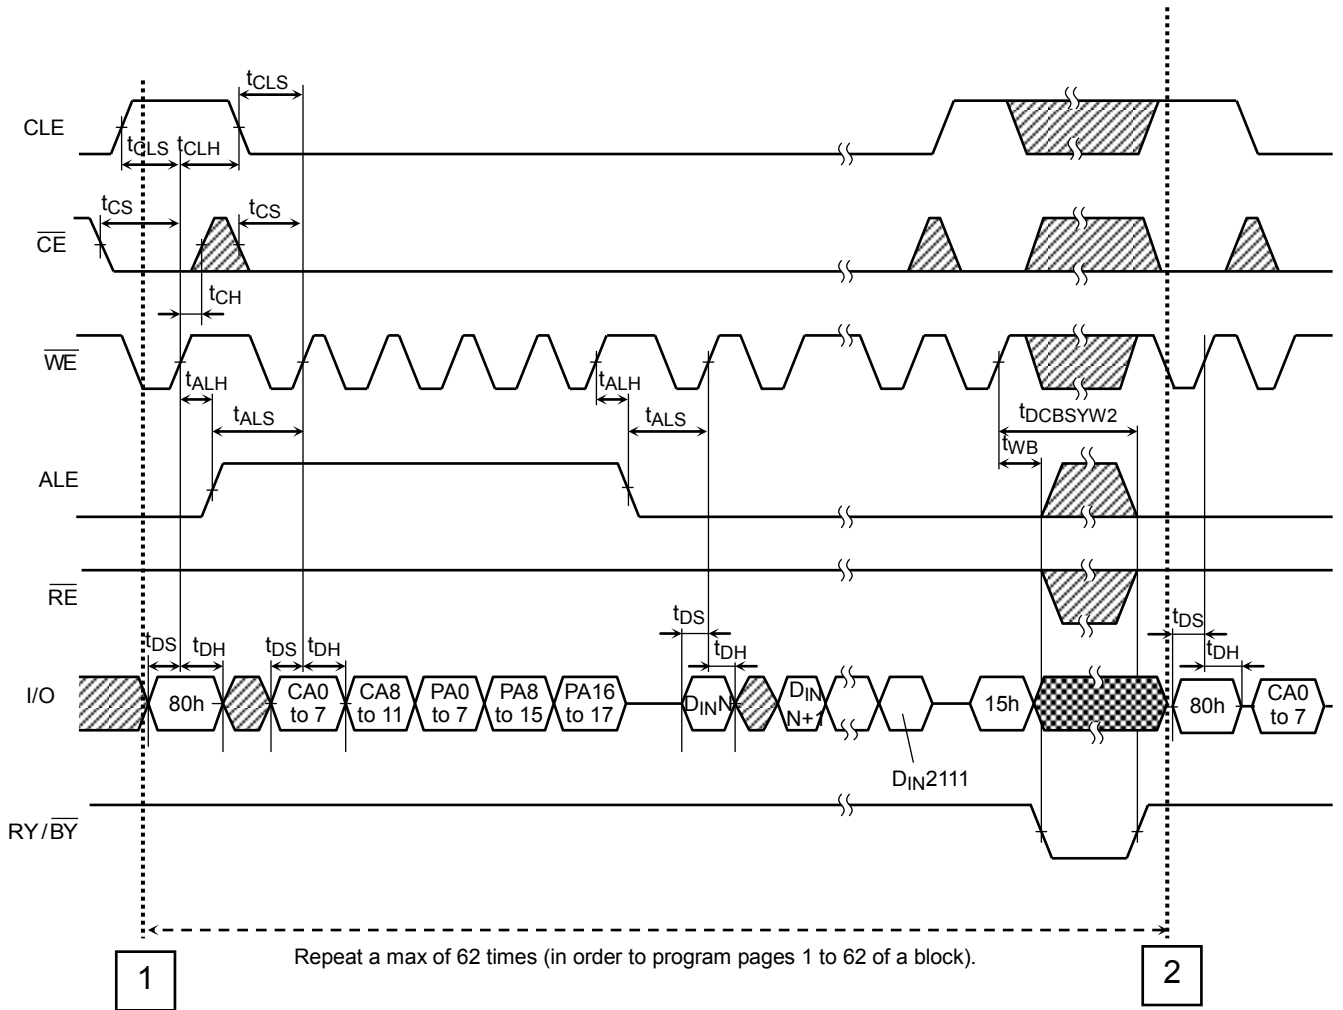 tCLS
CLE
tCLS
tCLH
tCS
tCS
CE
tCH
WE
tALH
tALH
tALS
tALS
tDCBSYW2
tWB
ALE
RE
tDS
tDH
tDS
tDH
tDS
tDH
tDS
tDH
I/O
80h
CA0
to 7
CA8
to 11
PA0
to 7
PA8
to 15
PA16
to 17
DINN
DIN
N+1
15h
80h
CA0
to 7
DIN2111
RY/BY
Repeat a max of 62 times (in order to program pages 1 to 62 of a block).
1
2